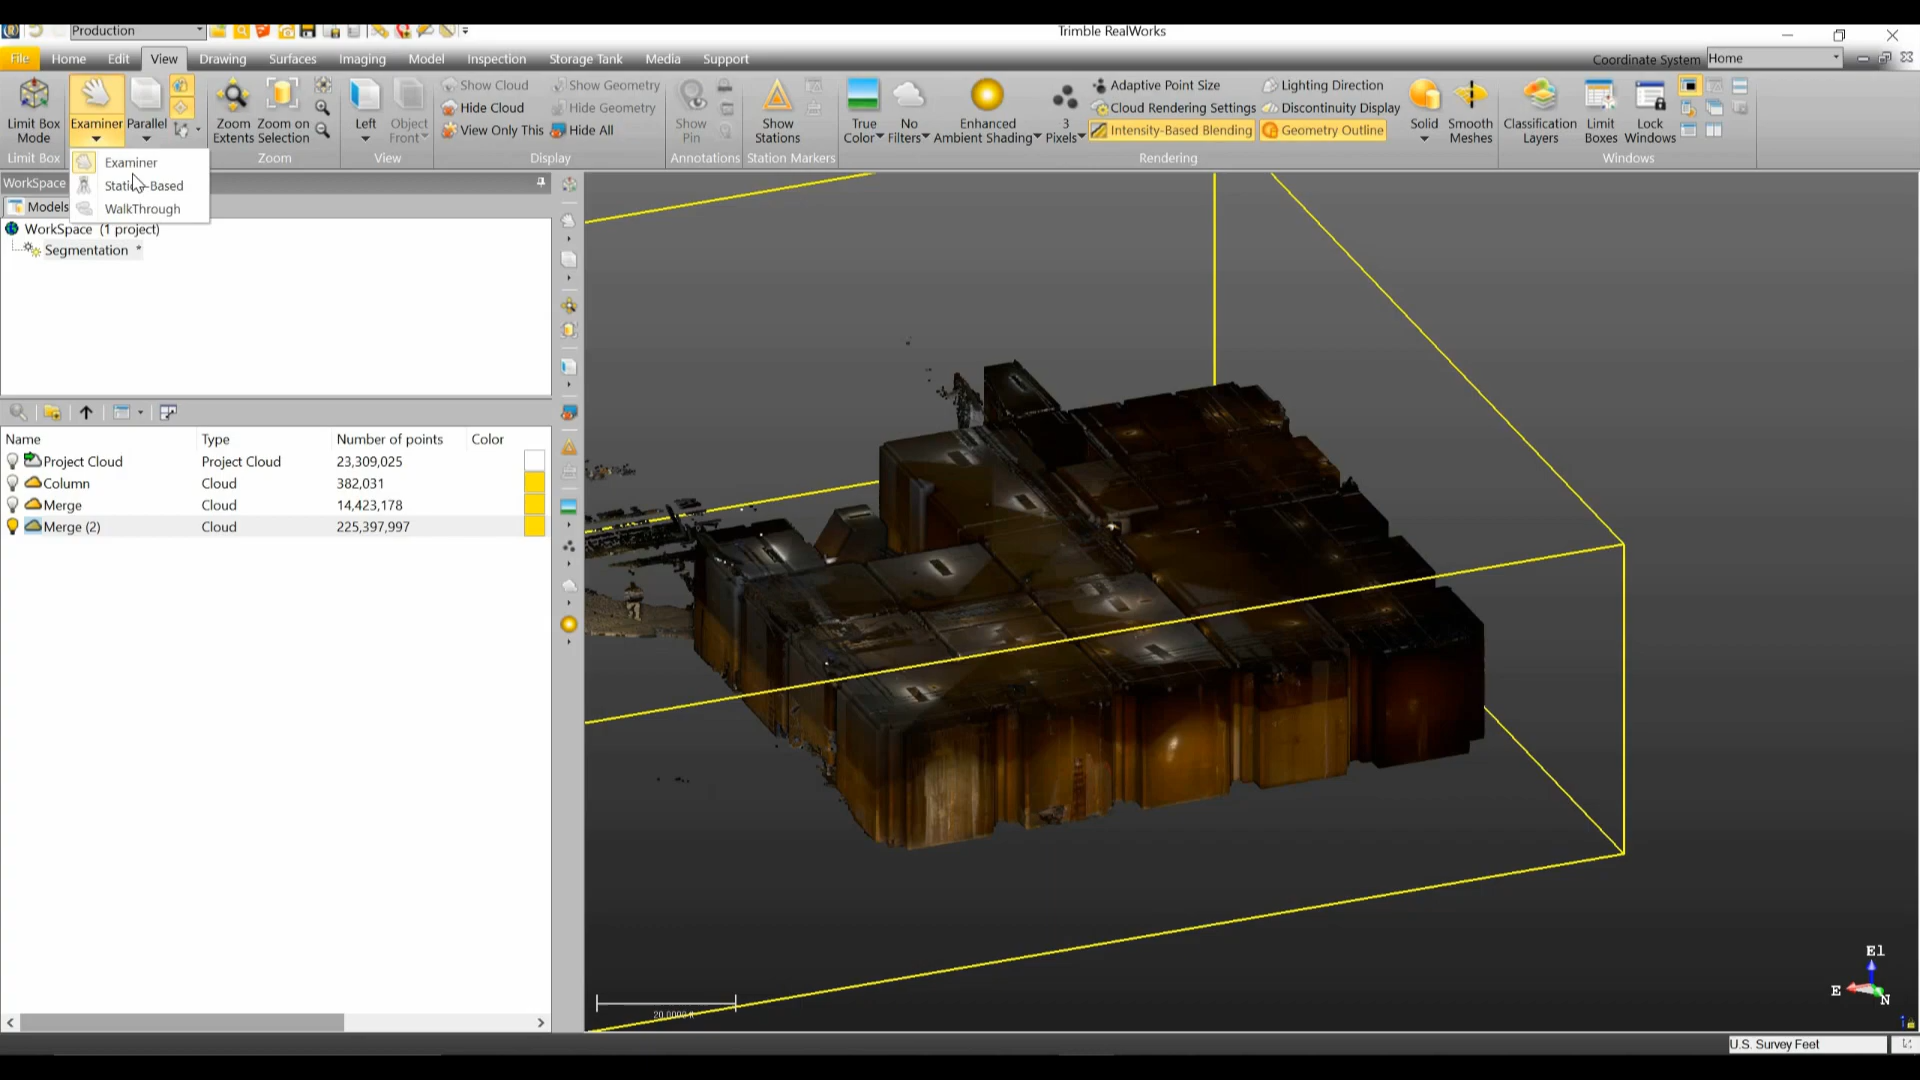 Production
Trimble RealWorks
File Home Edit View Drawing Surfaces Imaging Model Inspection Storage Tank Media Support
Coordinate System Home
Limit Box Mode
Examiner
Parallel
Zoom Extents
Zoom on Selection
Left
Object Front
Show Cloud
Hide Cloud
View Only This
Show Geometry
Hide Geometry
Hide All
Show Pin
Show Stations
True Color
No Filters
Enhanced Ambient Shading
3 Pixels
Adaptive Point Size
Cloud Rendering Settings
Intensity-Based Blending
Lighting Direction
Discontinuity Display
Geometry Outline
Solid
Smooth Meshes
Classification Layers
Limit Boxes
Lock Windows
Limit Box
Zoom
View
Display
Annotations
Station Markers
Rendering
Windows
Examiner
Station-Based
WalkThrough
WorkSpace
Models
WorkSpace (1 project)
Segmentation *
Name Type Number of points Color
Project Cloud Project Cloud 23,309,025
Column Cloud 382,031
Merge Cloud 14,423,178
Merge (2) Cloud 225,397,997
El
E
N
U.S. Survey Feet